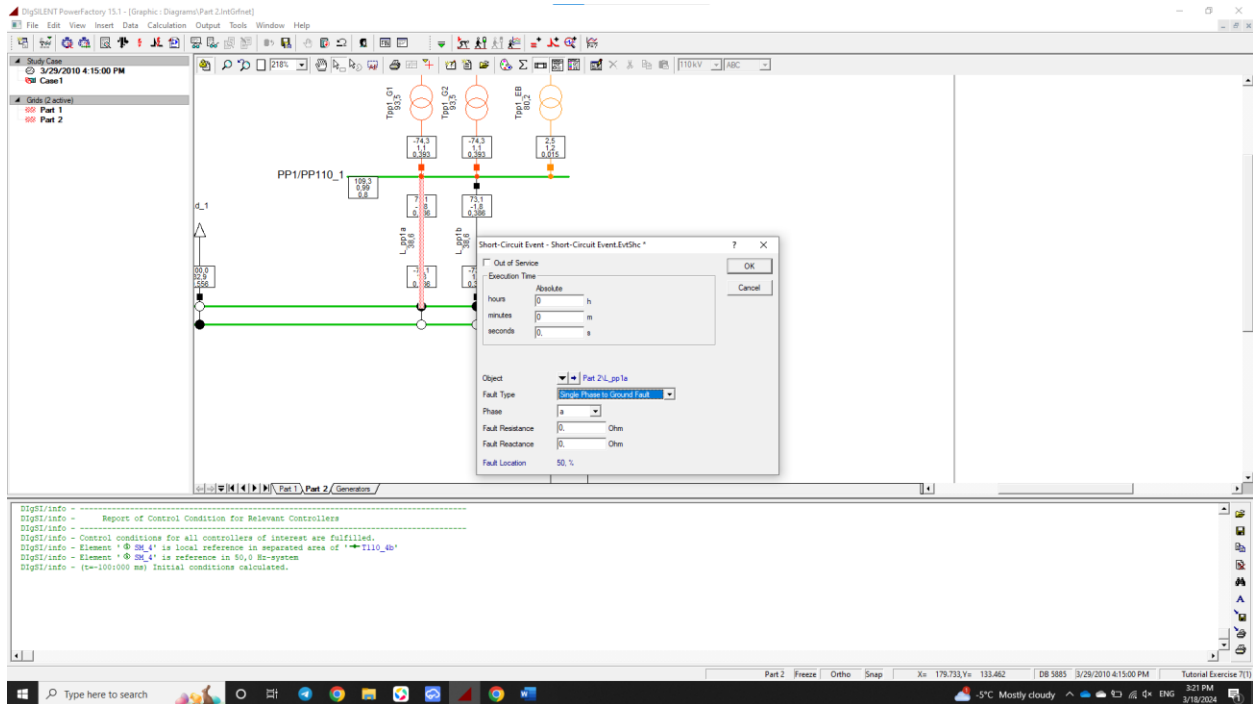 DIgSILENT PowerFactory 15.1 - [Graphic : Diagrams\Part 2.IntGrfnet]
File Edit View Insert Data Calculation Output Tools Window Help
Study Case
3/29/2010 4:15:00 PM
Case1
Grids (2 active)
Part 1
Part 2
218%
110 kV
ABC
Tpp1_G1
93,5
Tpp1_G2
93,5
Tpp1_EB
80,2
-74,3
1,1
0,393
-74,3
1,1
0,393
2,5
1,2
0,015
PP1/PP110_1
109,3
0,99
0,8
73,1
-1,8
0,386
d_1
L_pp1a
38,6
L_pp1b
38,6
Short-Circuit Event - Short-Circuit Event.EvtShc *
? X
Out of Service
OK
Execution Time
Cancel
Absolute
hours 0 h
minutes 0 m
seconds 0, s
Object Part 2\L_pp1a
Fault Type Single Phase to Ground Fault
Phase a
Fault Resistance 0, Ohm
Fault Reactance 0, Ohm
Fault Location 50, %
Part 1 Part 2 Generators
DIgSI/info - --------------------------------------------------------------------------------
DIgSI/info - Report of Control Condition for Relevant Controllers
DIgSI/info - --------------------------------------------------------------------------------
DIgSI/info - Control conditions for all controllers of interest are fulfilled.
DIgSI/info - Element ' SM_4' is local reference in separated area of ' T110_4b'
DIgSI/info - Element ' SM_4' is reference in 50,0 Hz-system
DIgSI/info - (t=-100:000 ms) Initial conditions calculated.
Part 2 Freeze Ortho Snap X= 179.733,Y= 133.462 DB 5885 3/29/2010 4:15:00 PM Tutorial Exercise 7(1)
Type here to search
-5°C Mostly cloudy
ENG
3:21 PM
3/18/2024